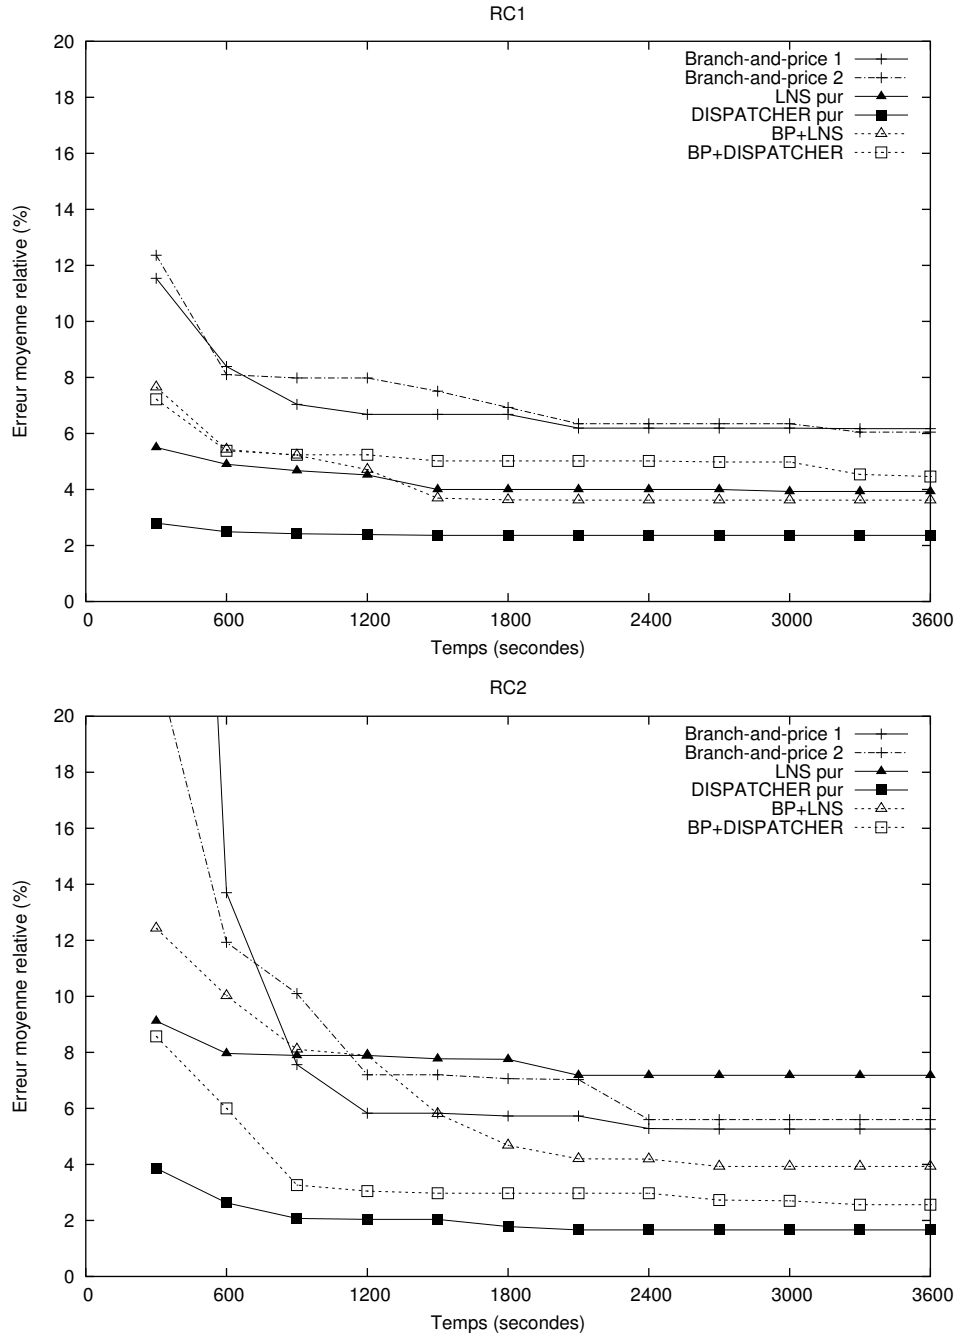 RC1
20
18
16
14
12
10
8
6
4
2
0
Erreur moyenne relative (%)
Branch-and-price 1
Branch-and-price 2
LNS pur
DISPATCHER pur
BP+LNS
BP+DISPATCHER
0 600 1200 1800 2400 3000 3600
Temps (secondes)
RC2
20
18
16
14
12
10
8
6
4
2
0
Erreur moyenne relative (%)
Branch-and-price 1
Branch-and-price 2
LNS pur
DISPATCHER pur
BP+LNS
BP+DISPATCHER
0 600 1200 1800 2400 3000 3600
Temps (secondes)